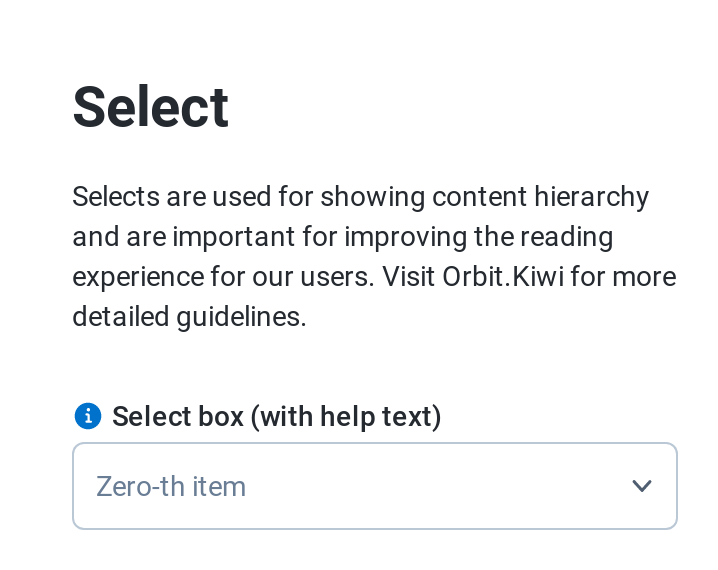 Select
Selects are used for showing content hierarchy
and are important for improving the reading
experience for our users. Visit Orbit.Kiwi for more
detailed guidelines.
Select box (with help text)
Zero-th item